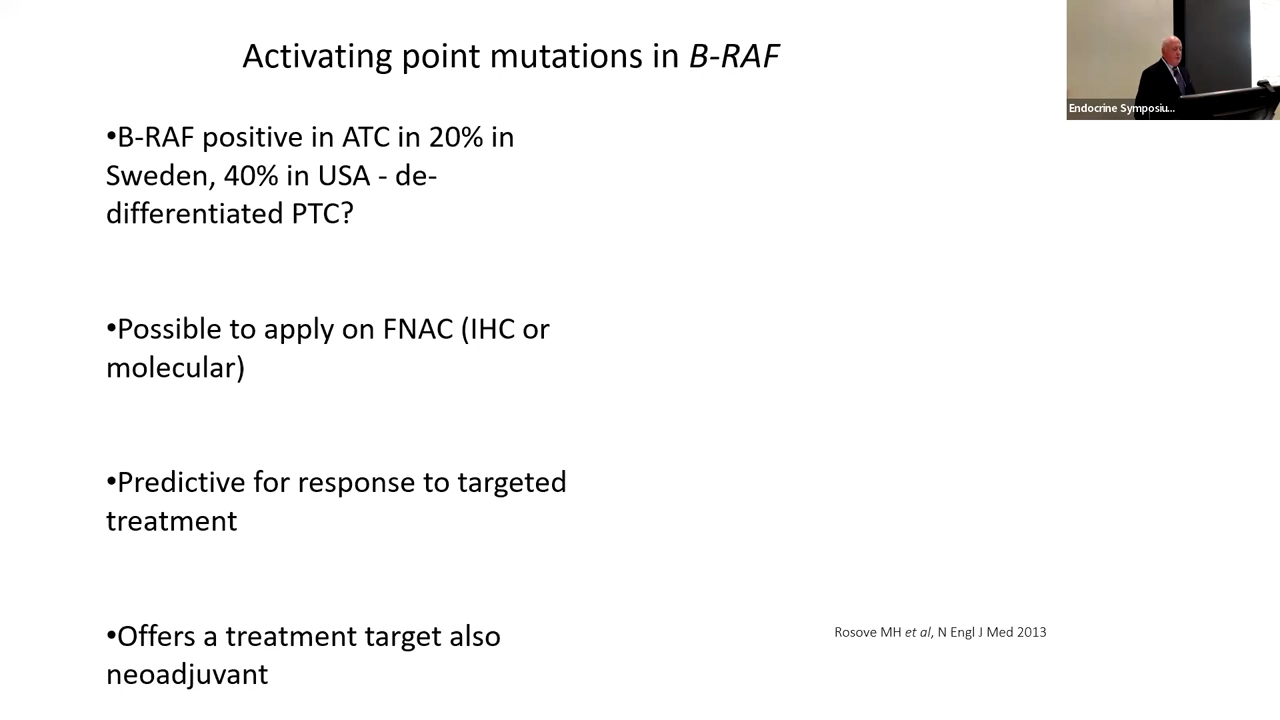 Activating point mutations in B-RAF
Endocrine Symposiu...
•B-RAF positive in ATC in 20% in
Sweden, 40% in USA - de-
differentiated PTC?
•Possible to apply on FNAC (IHC or
molecular)
•Predictive for response to targeted
treatment
•Offers a treatment target also
neoadjuvant
Rosove MH et al, N Engl J Med 2013